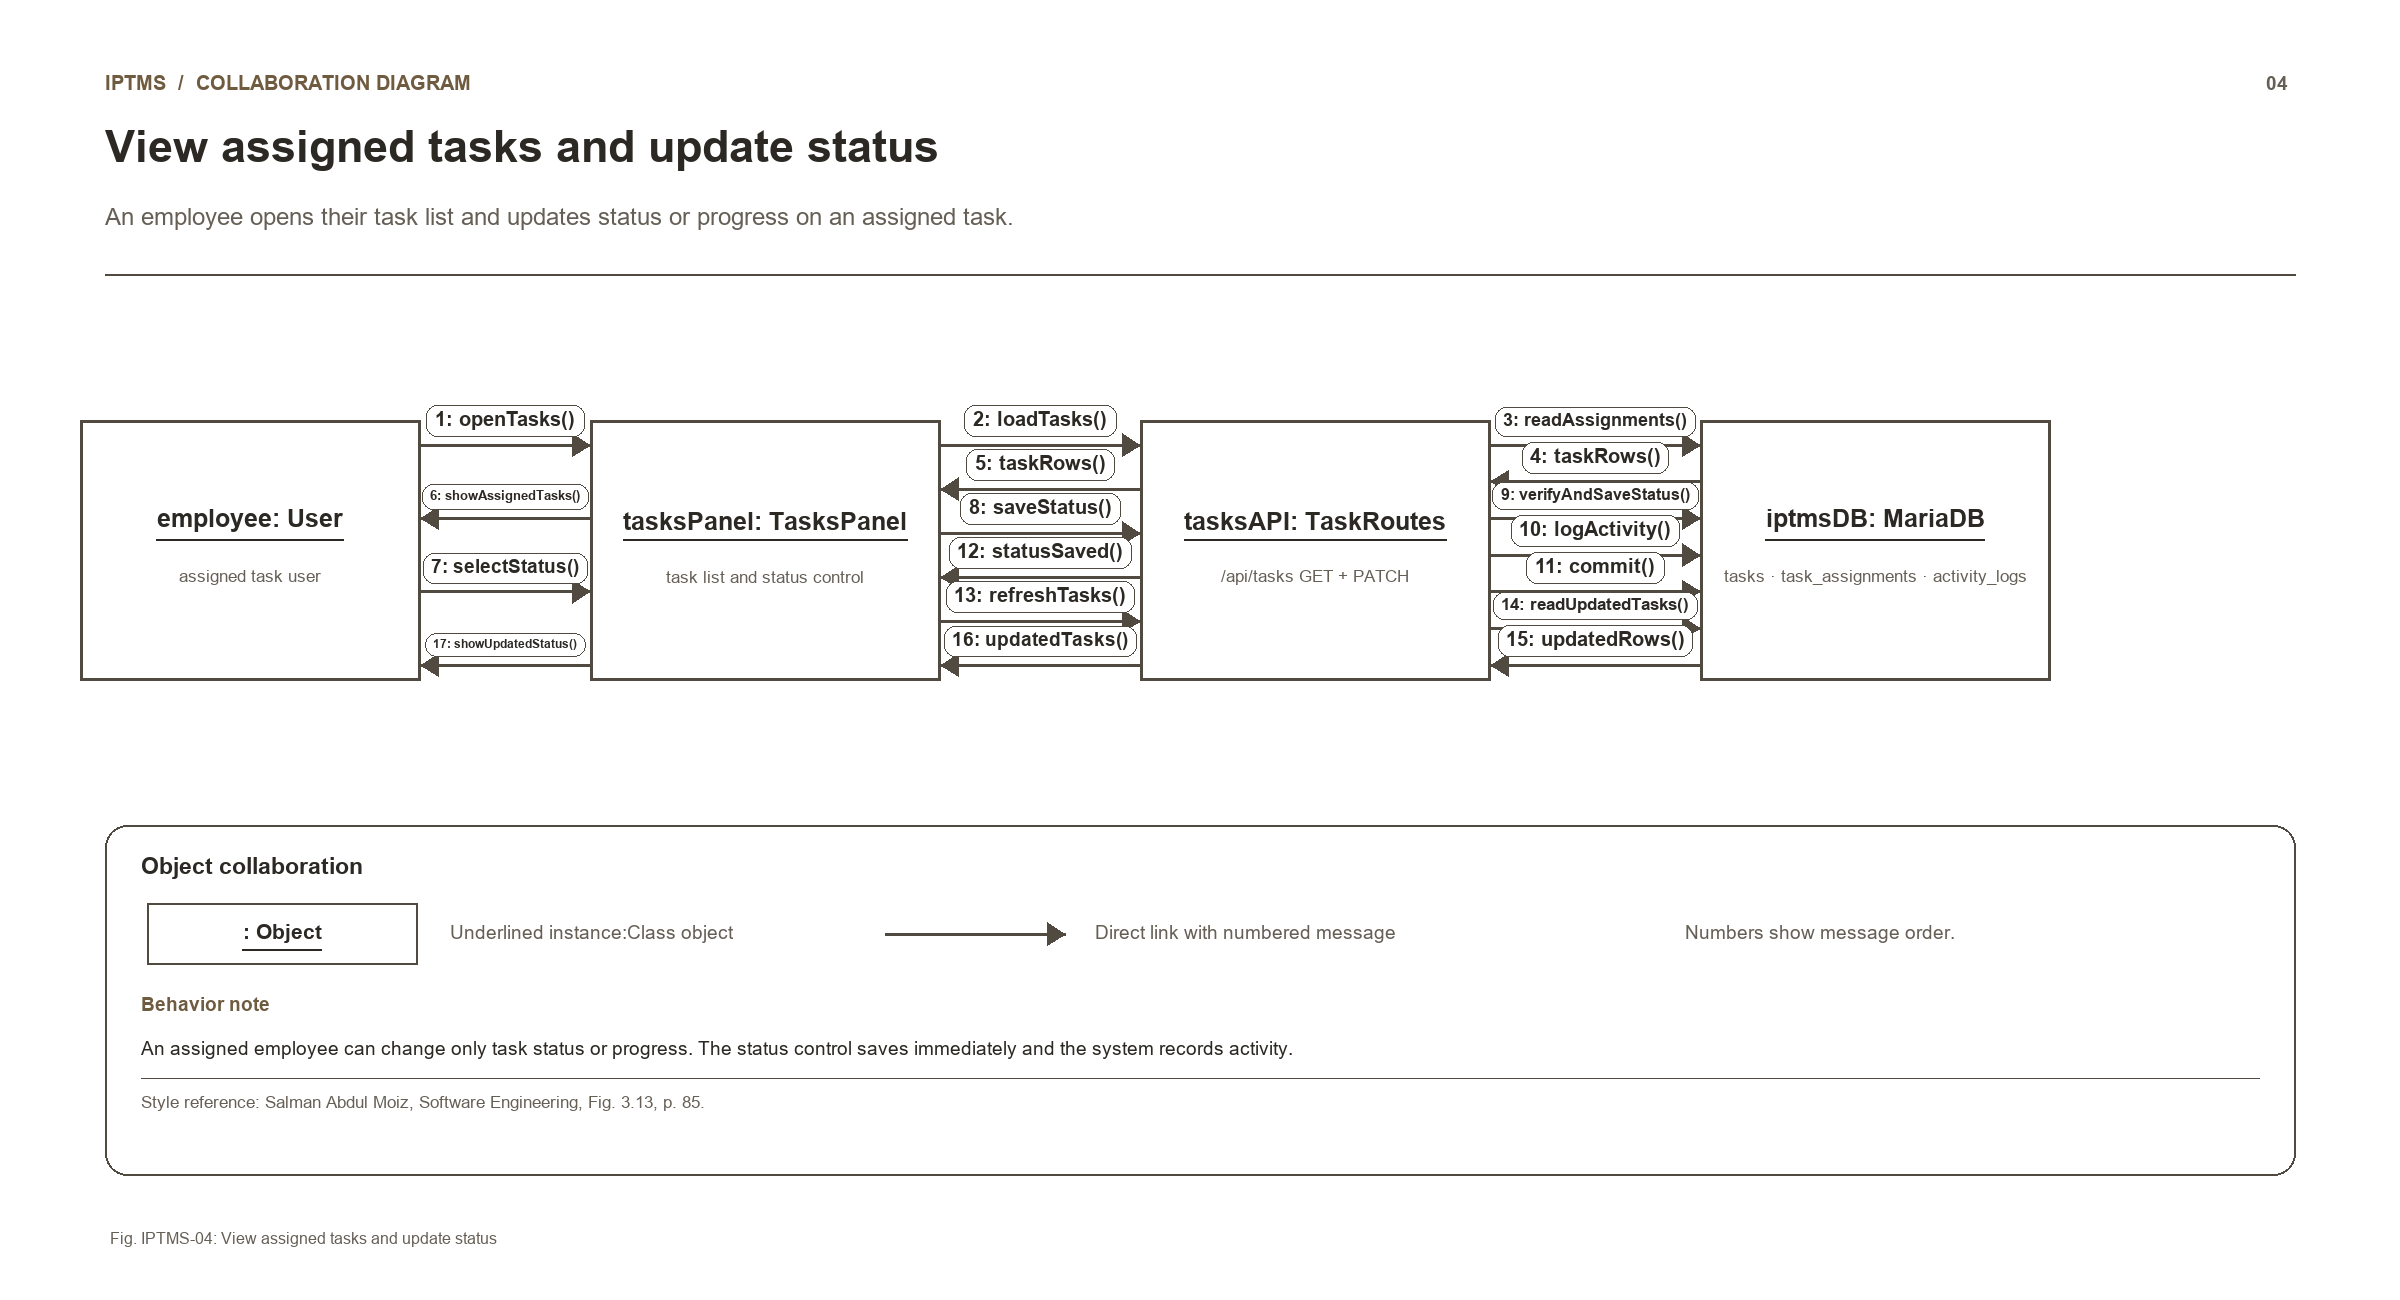 IPTMS / COLLABORATION DIAGRAM
04
View assigned tasks and update status
An employee opens their task list and updates status or progress on an assigned task.
employee: User
assigned task user
1: openTasks()
6: showAssignedTasks()
7: selectStatus()
17: showUpdatedStatus()
tasksPanel: TasksPanel
task list and status control
2: loadTasks()
5: taskRows()
8: saveStatus()
12: statusSaved()
13: refreshTasks()
16: updatedTasks()
tasksAPI: TaskRoutes
/api/tasks GET + PATCH
3: readAssignments()
4: taskRows()
9: verifyAndSaveStatus()
10: logActivity()
11: commit()
14: readUpdatedTasks()
15: updatedRows()
iptmsDB: MariaDB
tasks · task_assignments · activity_logs
Object collaboration
: Object
Underlined instance:Class object
Direct link with numbered message
Numbers show message order.
Behavior note
An assigned employee can change only task status or progress. The status control saves immediately and the system records activity.
Style reference: Salman Abdul Moiz, Software Engineering, Fig. 3.13, p. 85.
Fig. IPTMS-04: View assigned tasks and update status